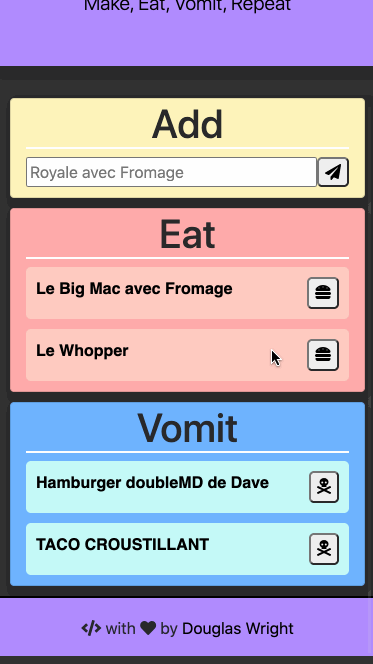 Make, Eat, Vomit, Repeat
Add
Royale avec Fromage
Eat
Le Big Mac avec Fromage
Le Whopper
Vomit
Hamburger doubleMD de Dave
TACO CROUSTILLANT
with by Douglas Wright